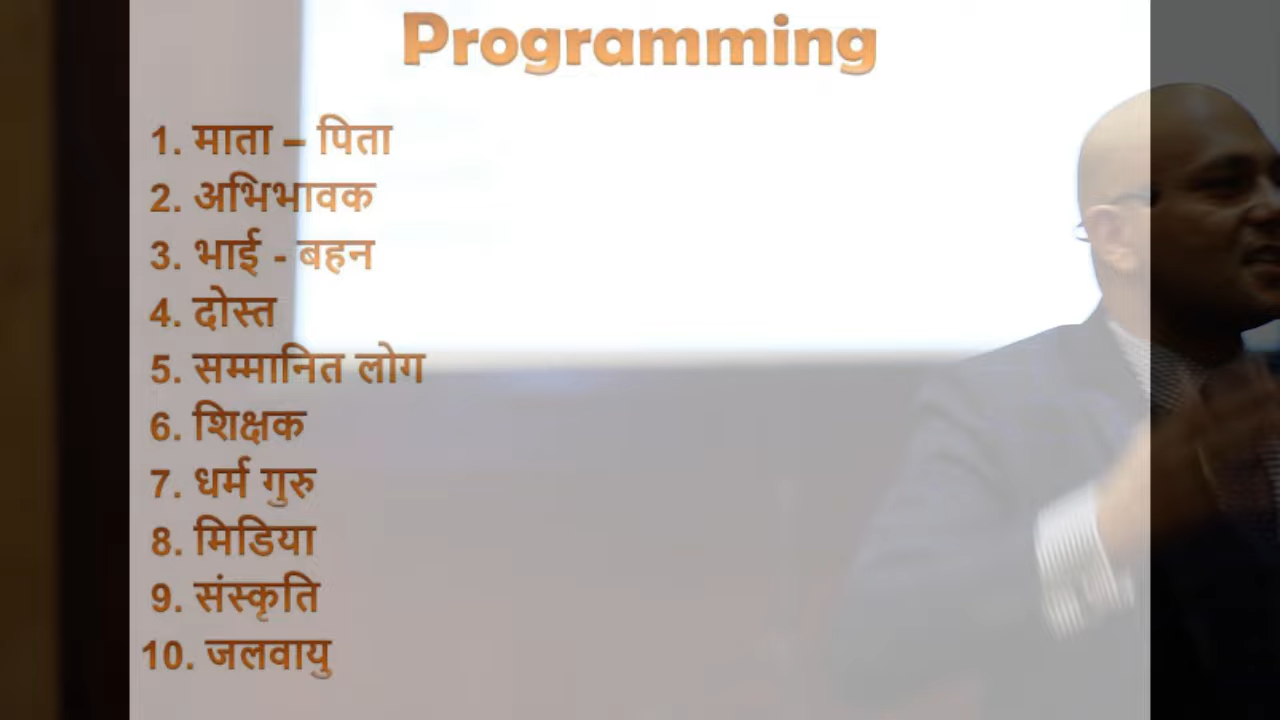 Programming
1. माता – पिता
2. अभिभावक
3. भाई - बहन
4. दोस्त
5. सम्मानित लोग
6. शिक्षक
7. धर्म गुरु
8. मिडिया
9. संस्कृति
10. जलवायु